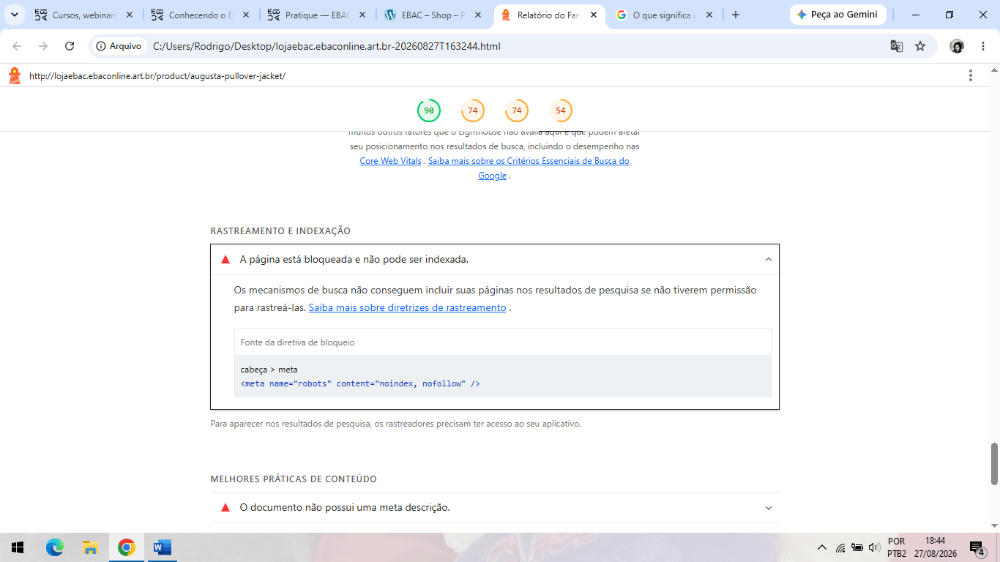 Cursos, webinars
Conhecendo o D
Pratique — EBAC
EBAC – Shop – P
Relatório do Far
O que significa u
Peça ao Gemini
Arquivo
C:/Users/Rodrigo/Desktop/lojaebac.ebaconline.art.br-20260827T163244.html
http://lojaebac.ebaconline.art.br/product/augusta-pullover-jacket/
90
74
74
54
muitos outros fatores que o Lighthouse não avalia aqui e que podem afetar
seu posicionamento nos resultados de busca, incluindo o desempenho nas
Core Web Vitals . Saiba mais sobre os Critérios Essenciais de Busca do
Google .
RASTREAMENTO E INDEXAÇÃO
A página está bloqueada e não pode ser indexada.
Os mecanismos de busca não conseguem incluir suas páginas nos resultados de pesquisa se não tiverem permissão
para rastreá-las. Saiba mais sobre diretrizes de rastreamento .
Fonte da diretiva de bloqueio
cabeça > meta
<meta name="robots" content="noindex, nofollow" />
Para aparecer nos resultados de pesquisa, os rastreadores precisam ter acesso ao seu aplicativo.
MELHORES PRÁTICAS DE CONTEÚDO
O documento não possui uma meta descrição.
POR
PTB2
18:44
27/08/2026
4